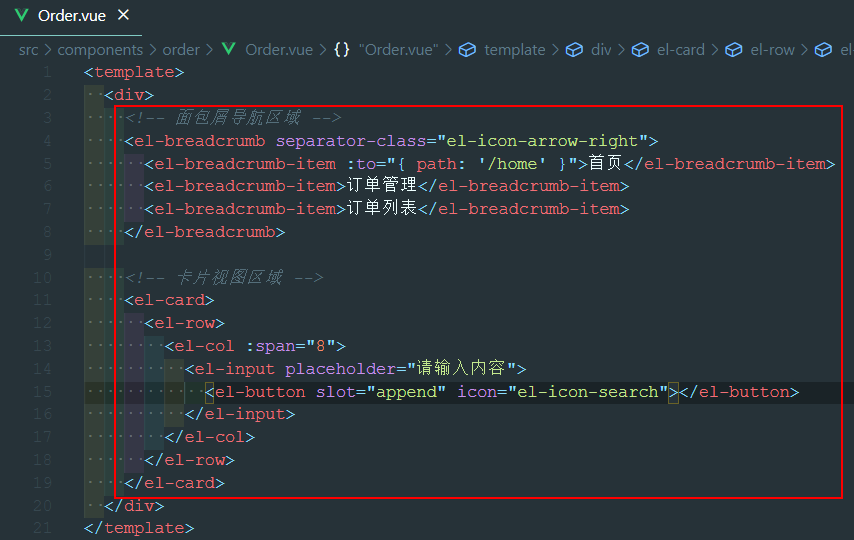 Order.vue ×
src > components > order > Order.vue > {} "Order.vue" > template > div > el-card > el-row > el
1 <template>
2 <div>
3 <!-- 面包屑导航区域 -->
4 <el-breadcrumb separator-class="el-icon-arrow-right">
5 <el-breadcrumb-item :to="{ path: '/home' }">首页</el-breadcrumb-item>
6 <el-breadcrumb-item>订单管理</el-breadcrumb-item>
7 <el-breadcrumb-item>订单列表</el-breadcrumb-item>
8 </el-breadcrumb>
9
10 <!-- 卡片视图区域 -->
11 <el-card>
12 <el-row>
13 <el-col :span="8">
14 <el-input placeholder="请输入内容">
15 <el-button slot="append" icon="el-icon-search"></el-button>
16 </el-input>
17 </el-col>
18 </el-row>
19 </el-card>
20 </div>
21 </template>